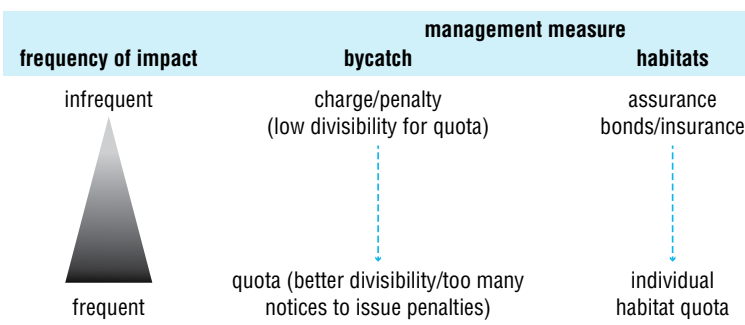 management measure
frequency of impact bycatch habitats
infrequent charge/penalty assurance
(low divisibility for quota) bonds/insurance
quota (better divisibility/too many individual
frequent notices to issue penalties) habitat quota